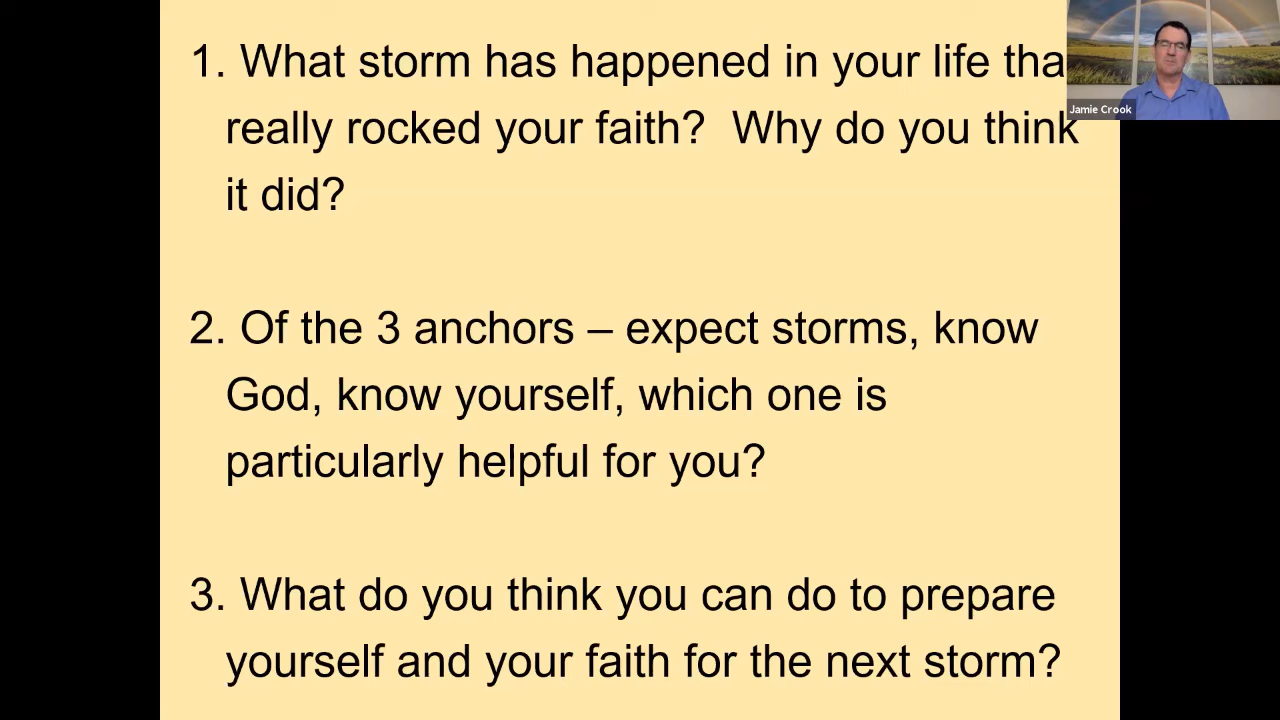 1. What storm has happened in your life tha
really rocked your faith?  Why do you think
it did?
2. Of the 3 anchors – expect storms, know
God, know yourself, which one is
particularly helpful for you?
3. What do you think you can do to prepare
yourself and your faith for the next storm?
Jamie Crook